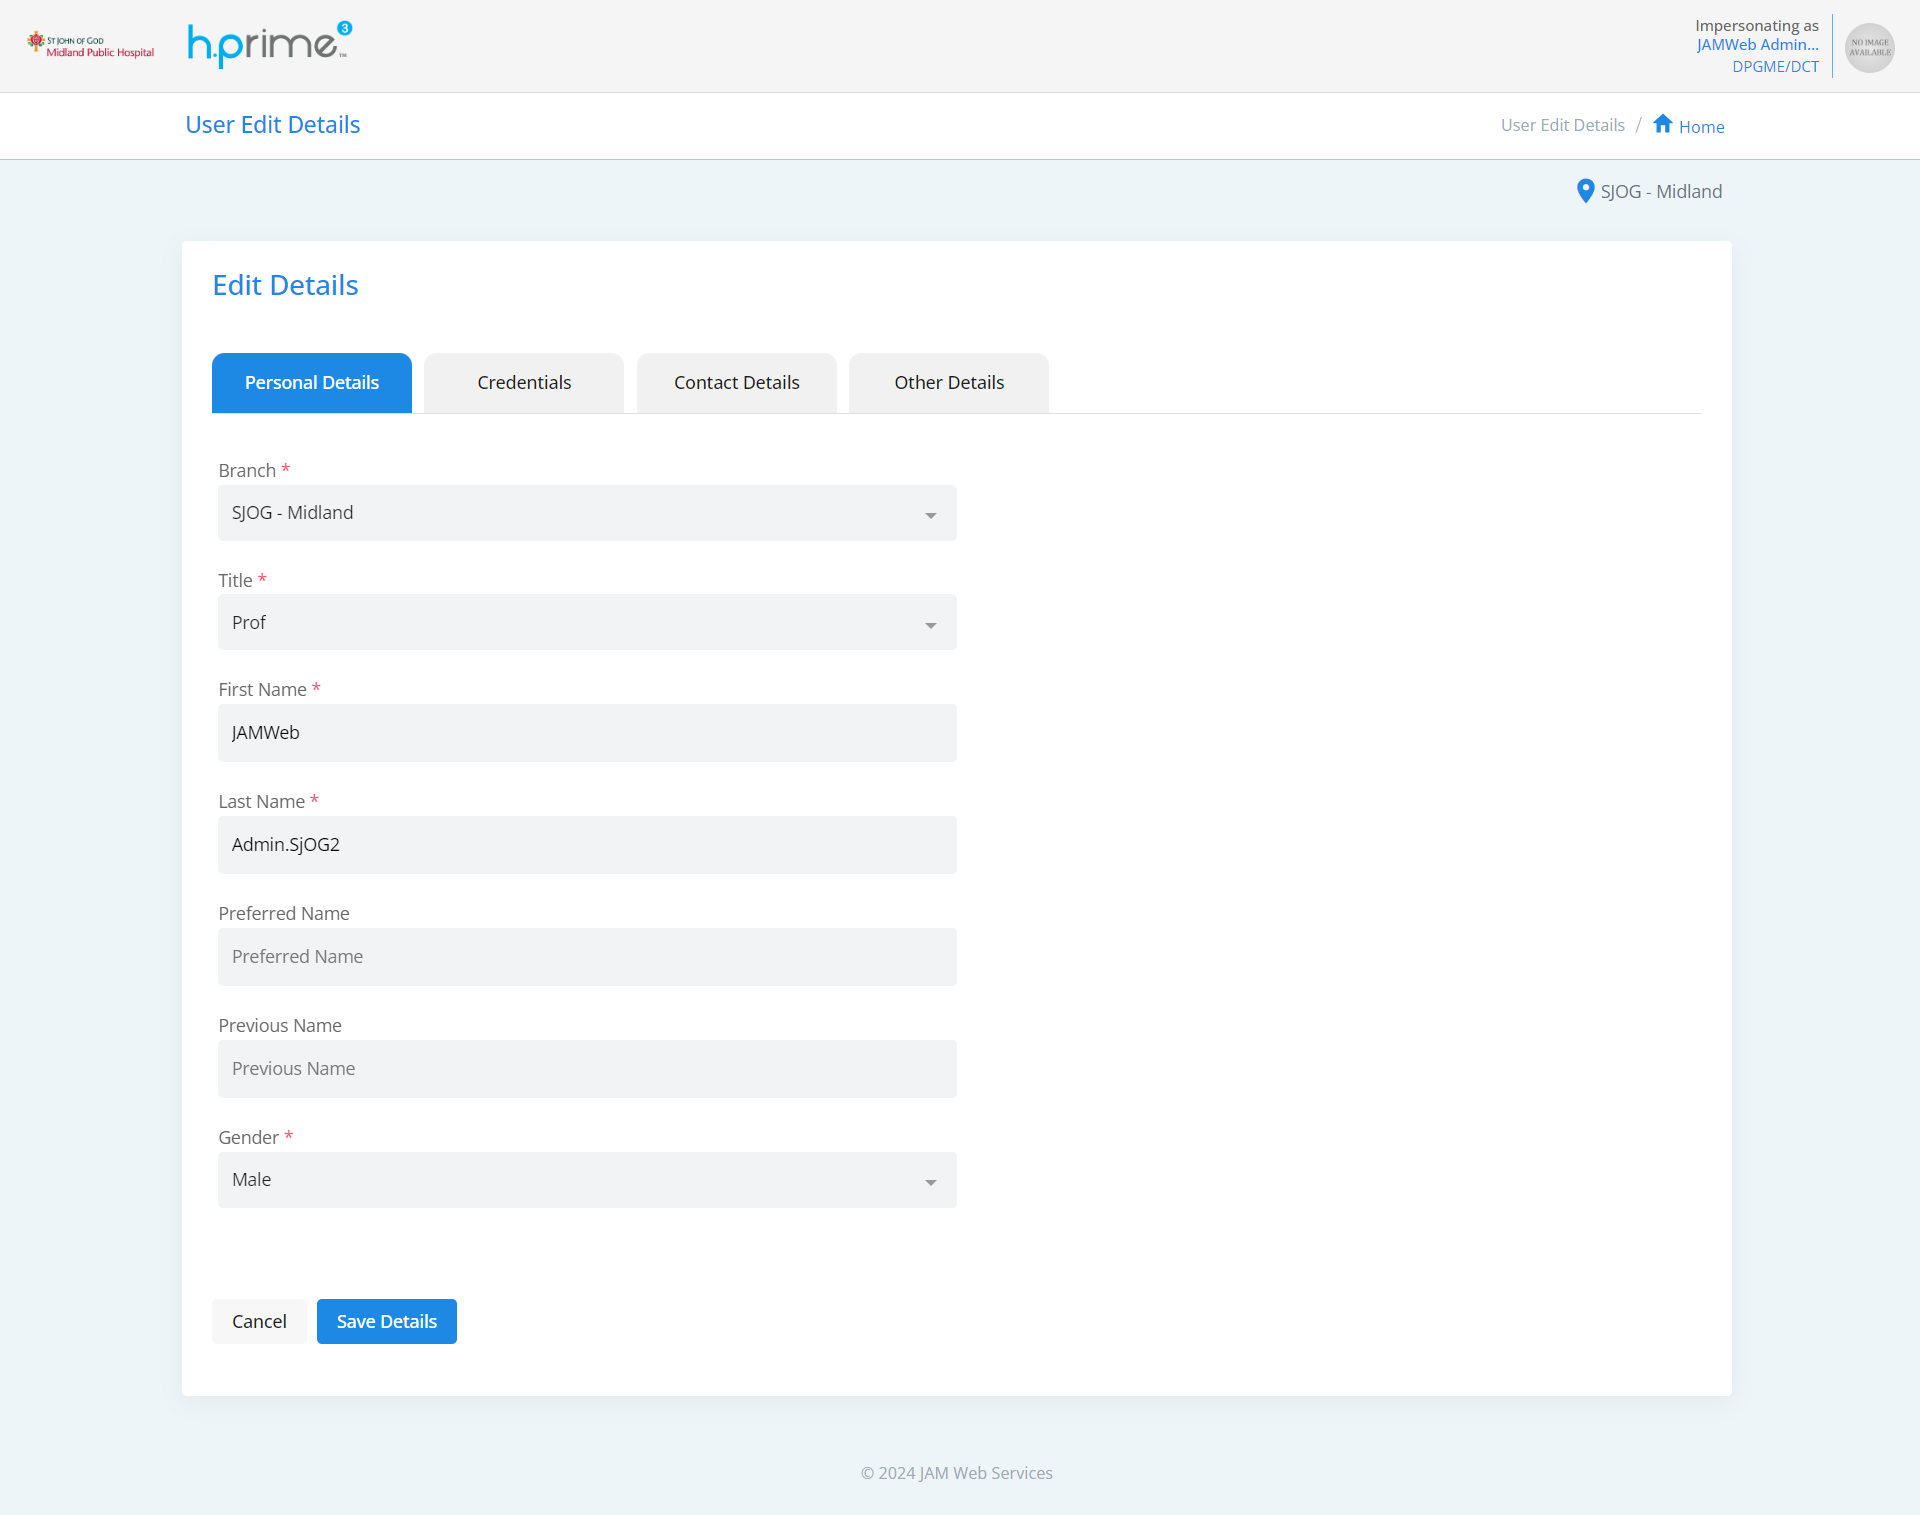 ST JOHN OF GOD
Midland Public Hospital
h.prime3™
Impersonating as
JAMWeb Admin...
DPGME/DCT
NO IMAGE
AVAILABLE
User Edit Details
User Edit Details / Home
SJOG - Midland
Edit Details
Personal Details
Credentials
Contact Details
Other Details
Branch *
SJOG - Midland
Title *
Prof
First Name *
JAMWeb
Last Name *
Admin.SjOG2
Preferred Name
Preferred Name
Previous Name
Previous Name
Gender *
Male
Cancel
Save Details
© 2024 JAM Web Services